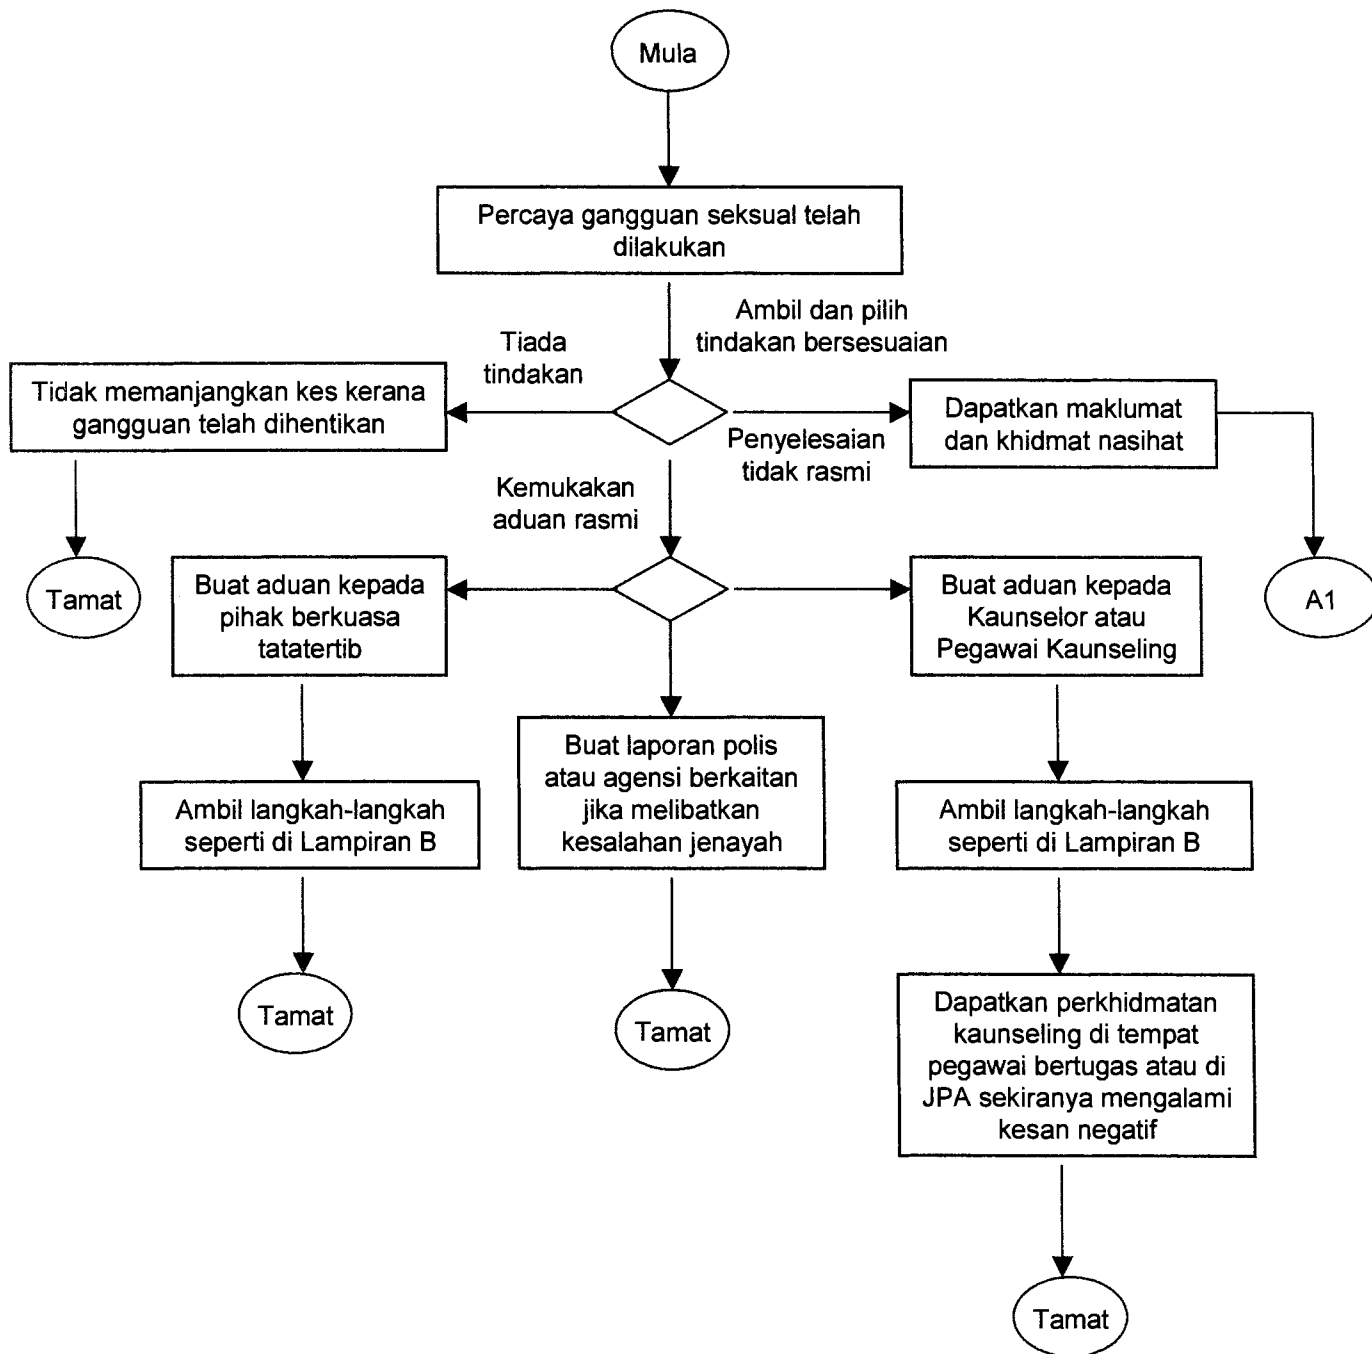 Mula
Percaya gangguan seksual telah
dilakukan
Ambil dan pilih
tindakan bersesuaian
Tiada
tindakan
Tidak memanjangkan kes kerana
gangguan telah dihentikan
Dapatkan maklumat
dan khidmat nasihat
Penyelesaian
tidak rasmi
Kemukakan
aduan rasmi
Tamat
Buat aduan kepada
pihak berkuasa
tatatertib
Buat aduan kepada
Kaunselor atau
Pegawai Kaunseling
A1
Buat laporan polis
atau agensi berkaitan
jika melibatkan
kesalahan jenayah
Ambil langkah-langkah
seperti di Lampiran B
Ambil langkah-langkah
seperti di Lampiran B
Tamat
Tamat
Dapatkan perkhidmatan
kaunseling di tempat
pegawai bertugas atau di
JPA sekiranya mengalami
kesan negatif
Tamat